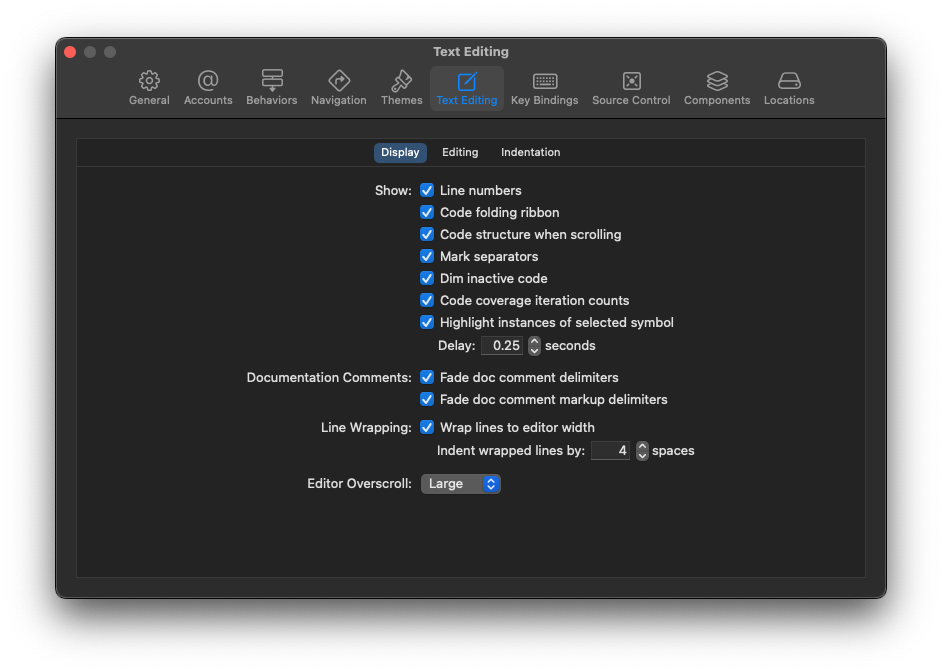 Text Editing
General Accounts Behaviors Navigation Themes Text Editing Key Bindings Source Control Components Locations
Display Editing Indentation
Show: Line numbers
Code folding ribbon
Code structure when scrolling
Mark separators
Dim inactive code
Code coverage iteration counts
Highlight instances of selected symbol
Delay: 0.25 seconds
Documentation Comments: Fade doc comment delimiters
Fade doc comment markup delimiters
Line Wrapping: Wrap lines to editor width
Indent wrapped lines by: 4 spaces
Editor Overscroll: Large